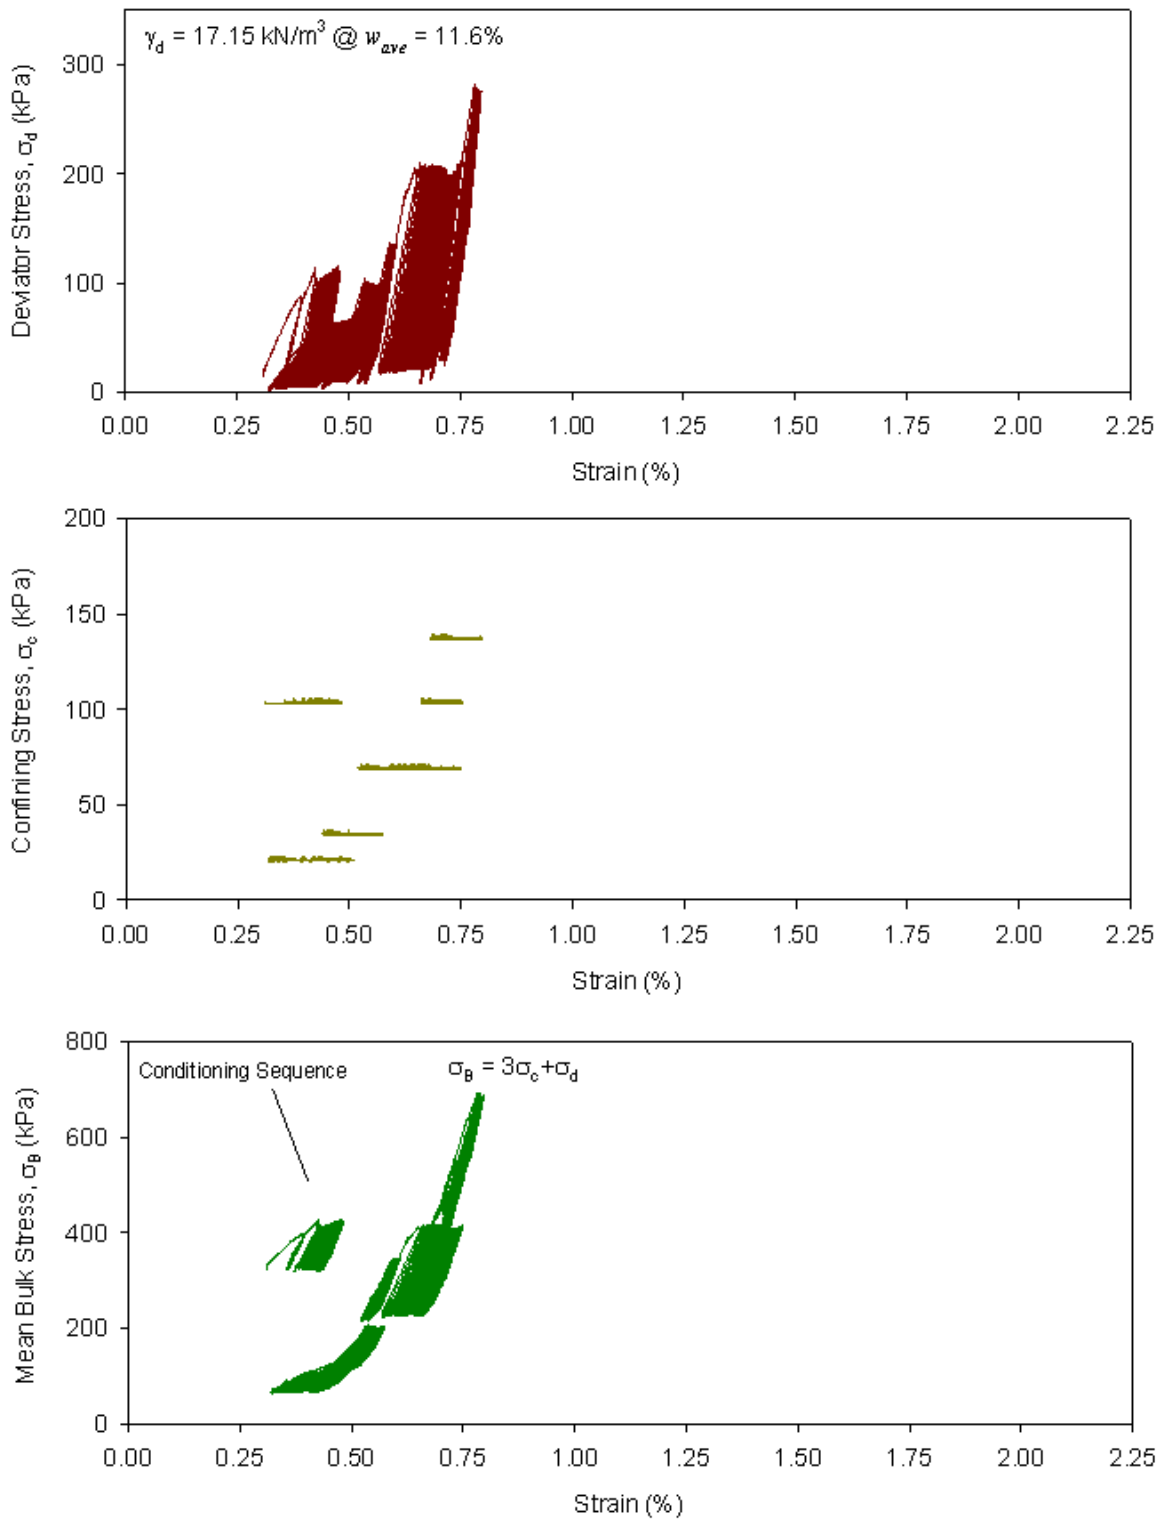 γd = 17.15 kN/m³ @ wave = 11.6%
Deviator Stress, σd (kPa)
300
200
100
0
0.00 0.25 0.50 0.75 1.00 1.25 1.50 1.75 2.00 2.25
Strain (%)
Confining Stress, σc (kPa)
200
150
100
50
0
0.00 0.25 0.50 0.75 1.00 1.25 1.50 1.75 2.00 2.25
Strain (%)
Mean Bulk Stress, σB (kPa)
800
600
400
200
0
Conditioning Sequence
σB = 3σc+σd
0.00 0.25 0.50 0.75 1.00 1.25 1.50 1.75 2.00 2.25
Strain (%)